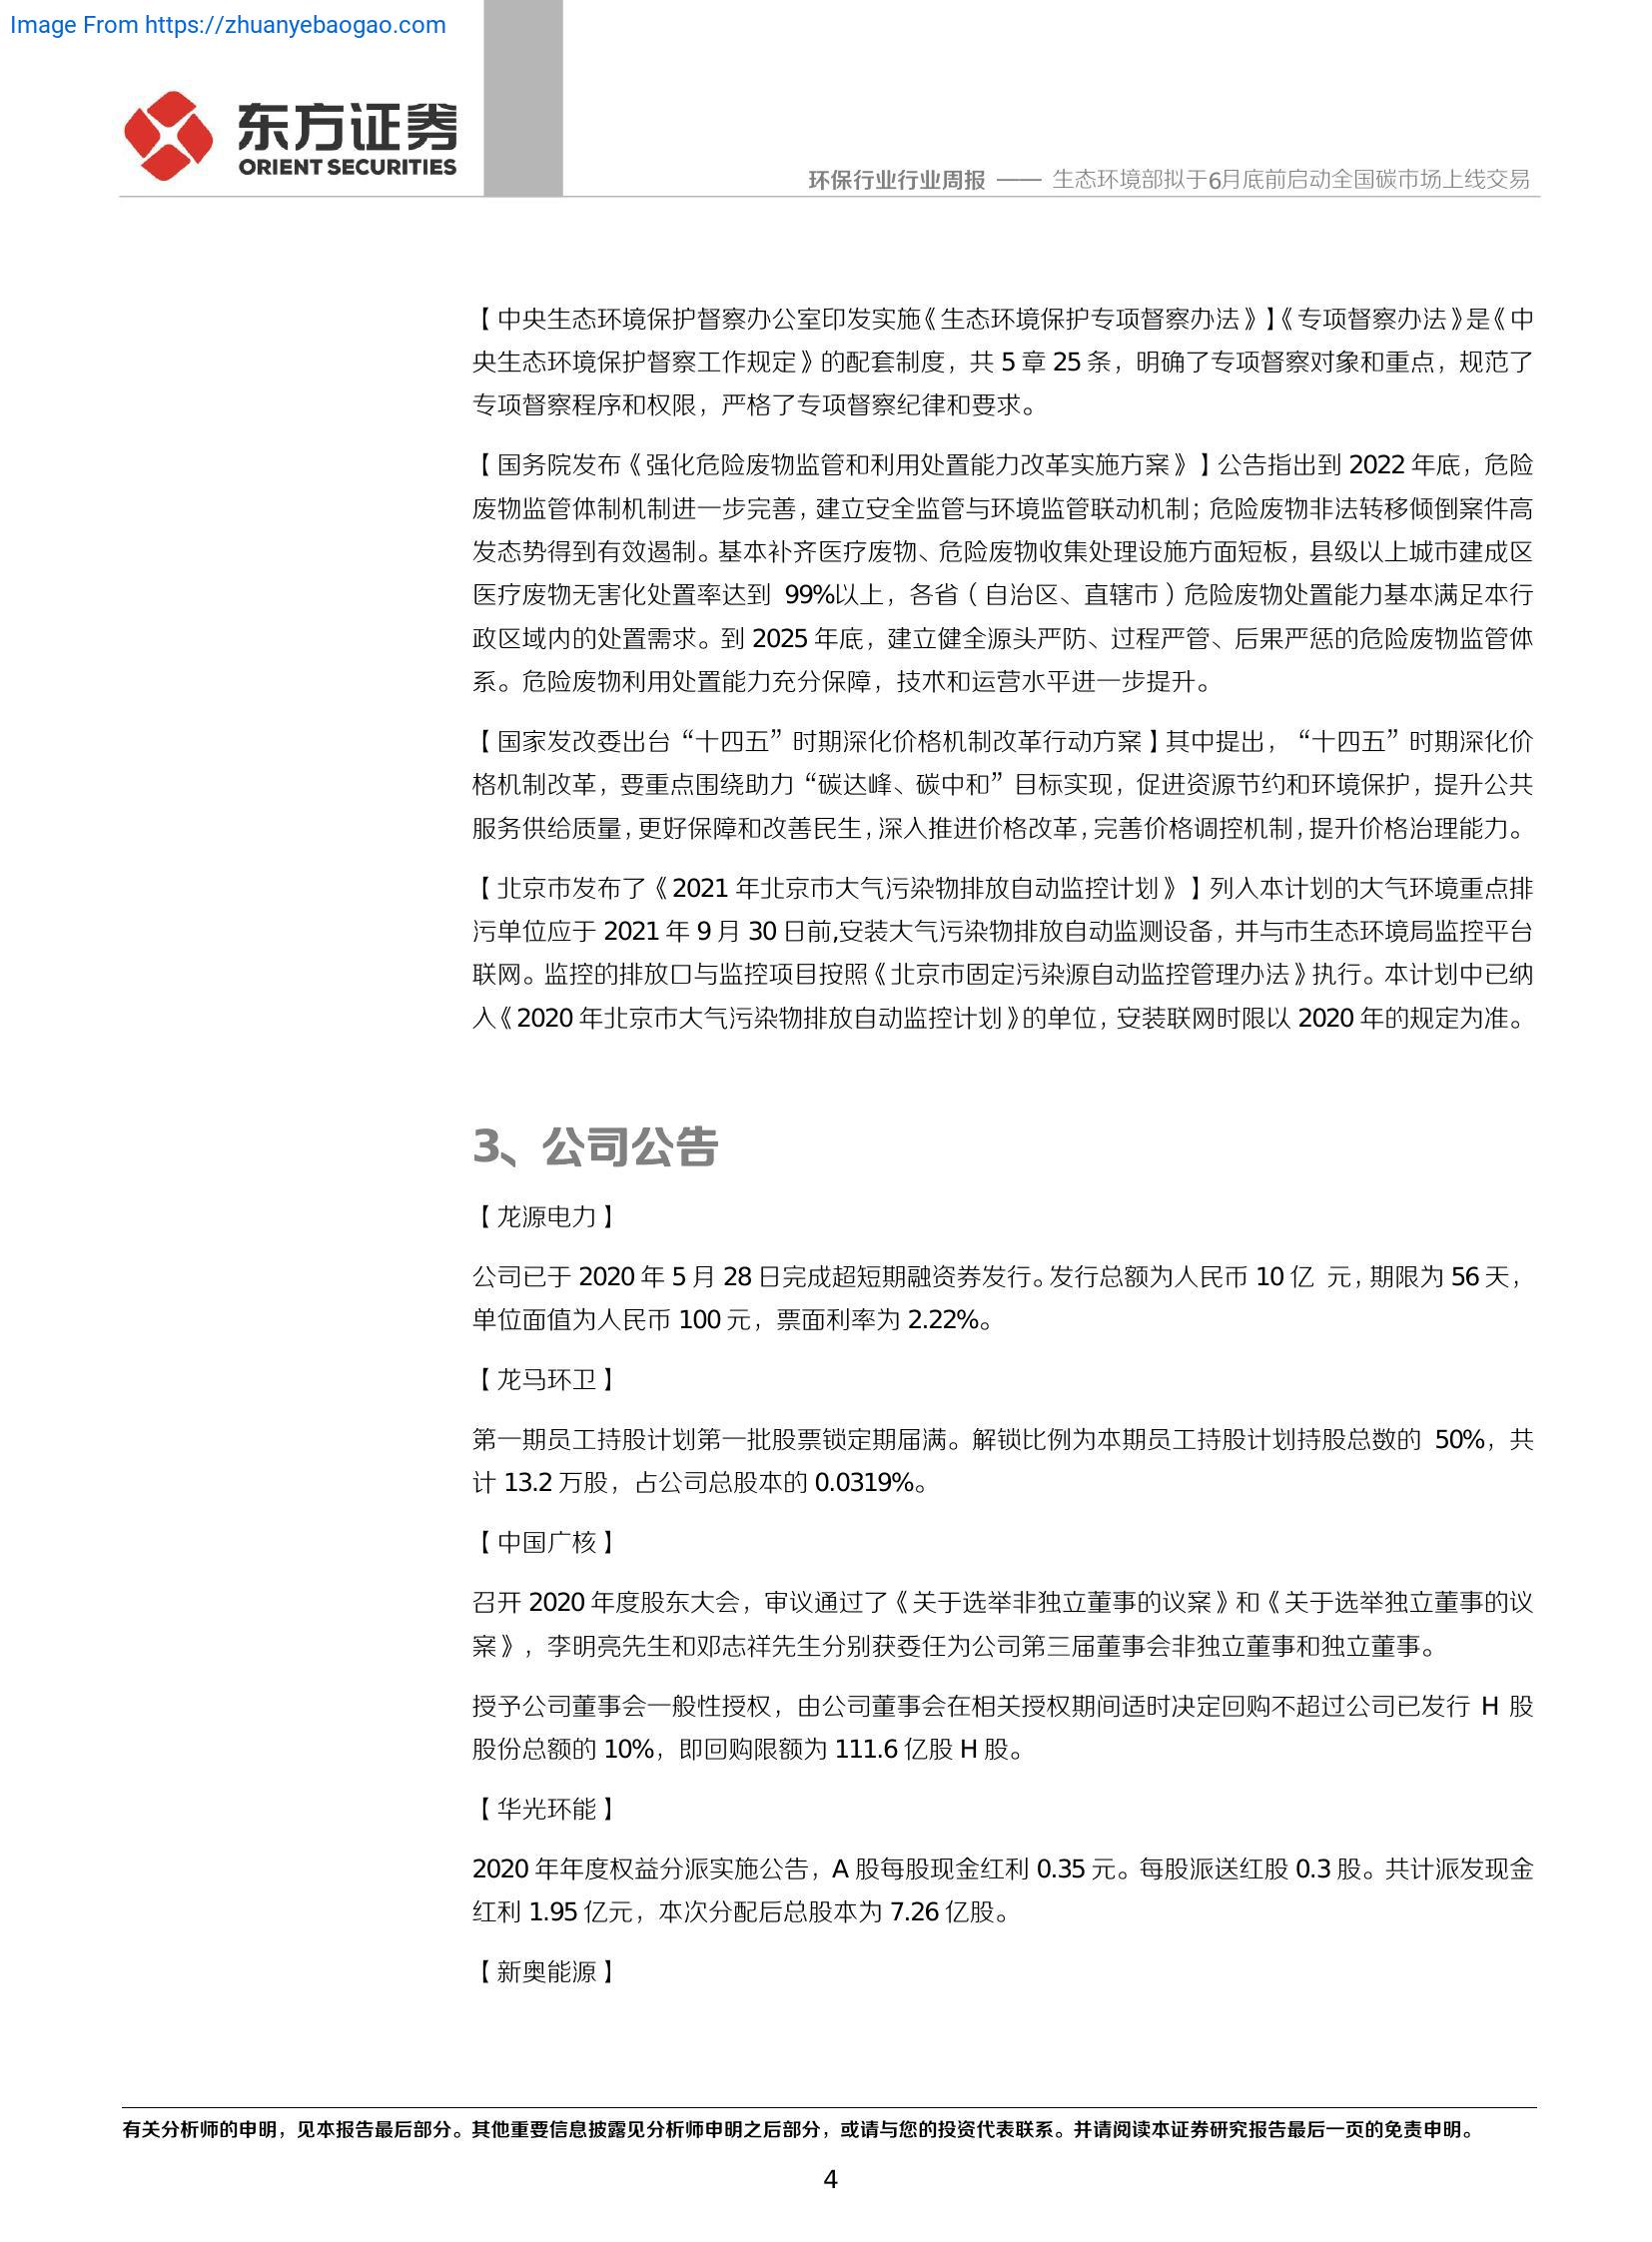 Image From https://zhuanyebaogao.com
东方证券
ORIENT SECURITIES
环保行业行业周报 —— 生态环境部拟于6月底前启动全国碳市场上线交易
【中央生态环境保护督察办公室印发实施《生态环境保护专项督察办法》】《专项督察办法》是《中
央生态环境保护督察工作规定》的配套制度，共 5 章 25 条，明确了专项督察对象和重点，规范了
专项督察程序和权限，严格了专项督察纪律和要求。
【国务院发布《强化危险废物监管和利用处置能力改革实施方案》】公告指出到 2022 年底，危险
废物监管体制机制进一步完善，建立安全监管与环境监管联动机制；危险废物非法转移倾倒案件高
发态势得到有效遏制。基本补齐医疗废物、危险废物收集处理设施方面短板，县级以上城市建成区
医疗废物无害化处置率达到 99%以上，各省（自治区、直辖市）危险废物处置能力基本满足本行
政区域内的处置需求。到 2025 年底，建立健全源头严防、过程严管、后果严惩的危险废物监管体
系。危险废物利用处置能力充分保障，技术和运营水平进一步提升。
【国家发改委出台“十四五”时期深化价格机制改革行动方案】其中提出，“十四五”时期深化价
格机制改革，要重点围绕助力“碳达峰、碳中和”目标实现，促进资源节约和环境保护，提升公共
服务供给质量，更好保障和改善民生，深入推进价格改革，完善价格调控机制，提升价格治理能力。
【北京市发布了《2021 年北京市大气污染物排放自动监控计划》】列入本计划的大气环境重点排
污单位应于 2021 年 9 月 30 日前,安装大气污染物排放自动监测设备，并与市生态环境局监控平台
联网。监控的排放口与监控项目按照《北京市固定污染源自动监控管理办法》执行。本计划中已纳
入《2020 年北京市大气污染物排放自动监控计划》的单位，安装联网时限以 2020 年的规定为准。
3、公司公告
【龙源电力】
公司已于 2020 年 5 月 28 日完成超短期融资券发行。发行总额为人民币 10 亿 元，期限为 56 天，
单位面值为人民币 100 元，票面利率为 2.22%。
【龙马环卫】
第一期员工持股计划第一批股票锁定期届满。解锁比例为本期员工持股计划持股总数的 50%，共
计 13.2 万股，占公司总股本的 0.0319%。
【中国广核】
召开 2020 年度股东大会，审议通过了《关于选举非独立董事的议案》和《关于选举独立董事的议
案》，李明亮先生和邓志祥先生分别获委任为公司第三届董事会非独立董事和独立董事。
授予公司董事会一般性授权，由公司董事会在相关授权期间适时决定回购不超过公司已发行 H 股
股份总额的 10%，即回购限额为 111.6 亿股 H 股。
【华光环能】
2020 年年度权益分派实施公告，A 股每股现金红利 0.35 元。每股派送红股 0.3 股。共计派发现金
红利 1.95 亿元，本次分配后总股本为 7.26 亿股。
【新奥能源】
有关分析师的申明，见本报告最后部分。其他重要信息披露见分析师申明之后部分，或请与您的投资代表联系。并请阅读本证券研究报告最后一页的免责申明。
4